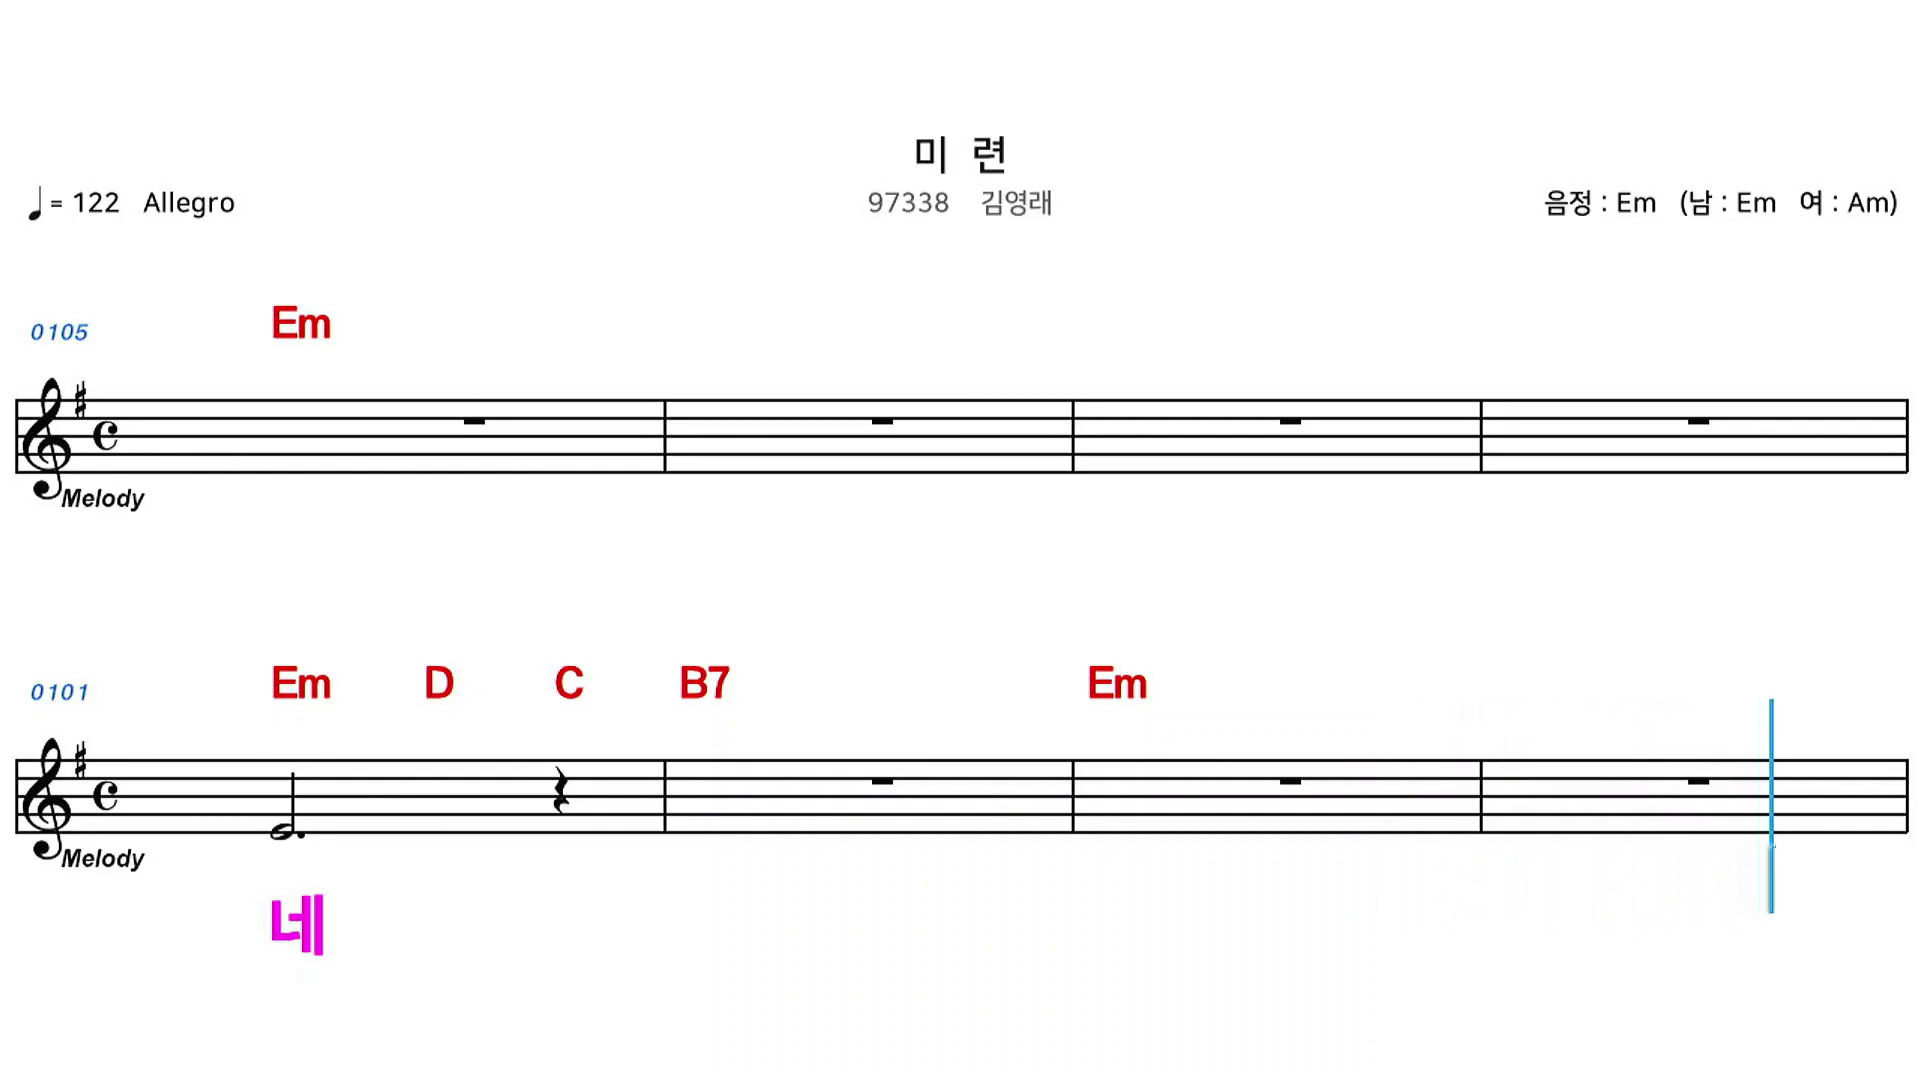 미 련
♩= 122 Allegro
97338 김영래
음정 : Em (남 : Em 여 : Am)
0105 Em
Melody
0101 Em D C B7 Em
Melody
네